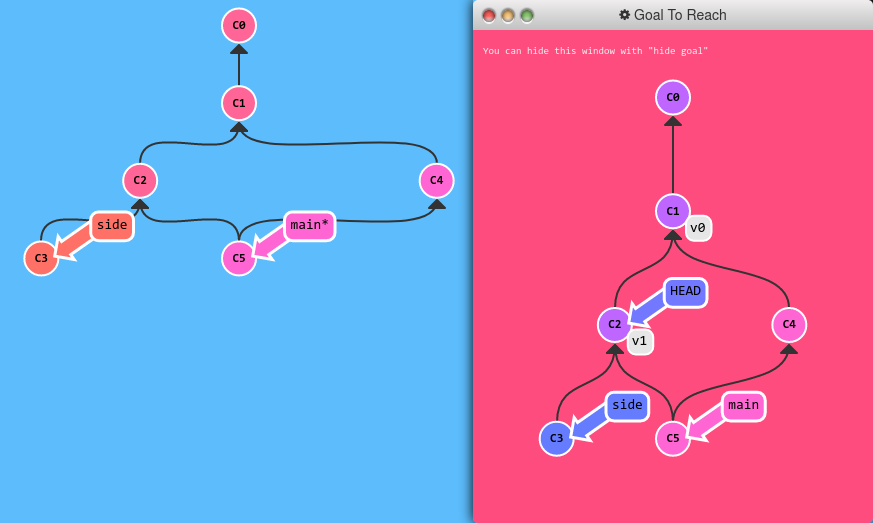 C0
C1
C2
C4
side
main*
C3
C5
Goal To Reach
You can hide this window with "hide goal"
C0
C1
v0
HEAD
C2
C4
v1
side
main
C3
C5